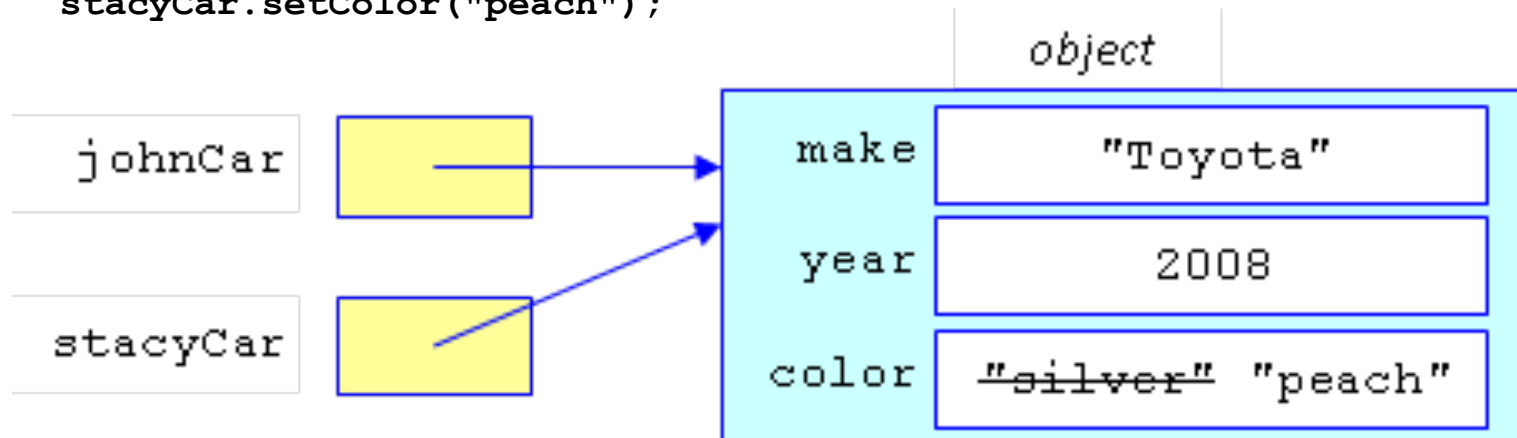 stacyCar.setColor("peach");
object
johnCar
make "Toyota"
year 2008
stacyCar
color "silver" "peach"